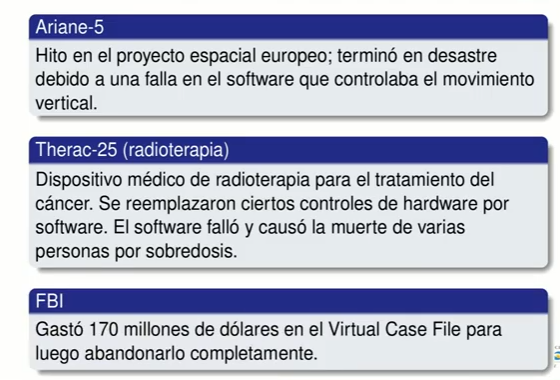 Ariane-5
Hito en el proyecto espacial europeo; terminó en desastre
debido a una falla en el software que controlaba el movimiento
vertical.
Therac-25 (radioterapia)
Dispositivo médico de radioterapia para el tratamiento del
cáncer. Se reemplazaron ciertos controles de hardware por
software. El software falló y causó la muerte de varias
personas por sobredosis.
FBI
Gastó 170 millones de dólares en el Virtual Case File para
luego abandonarlo completamente.